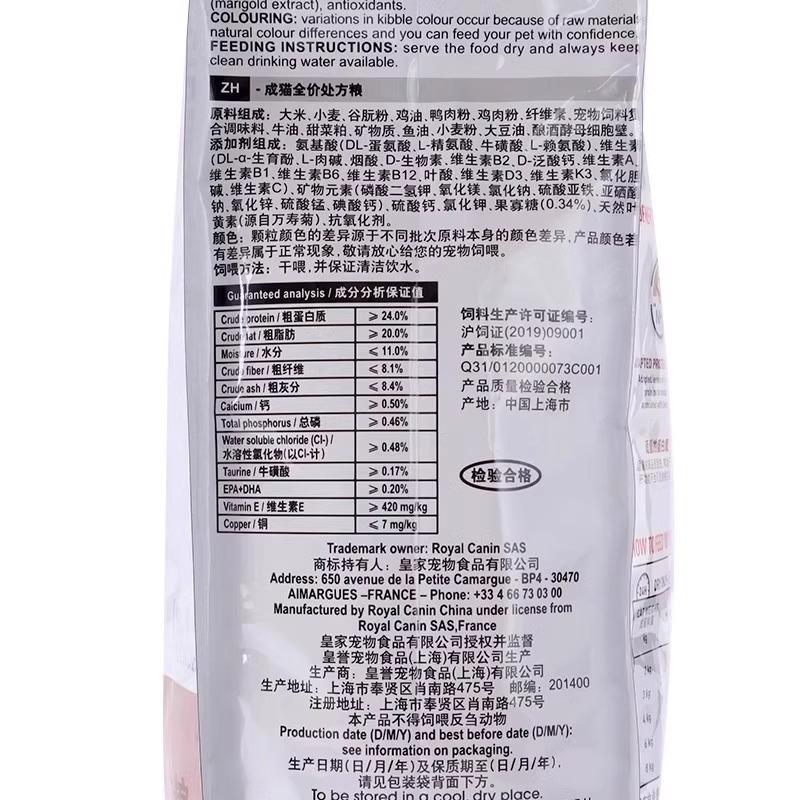 (marigold extract), antioxidants.
COLOURING: variations in kibble colour occur because of raw materials
natural colour differences and you can feed your pet with confidence.
FEEDING INSTRUCTIONS: serve the food dry and always keep
clean drinking water available.
ZH - 成猫全价处方粮
原料组成：大米、小麦、谷朊粉、鸡油、鸭肉粉、鸡肉粉、纤维素、宠物饲料复
合调味料、牛油、甜菜粕、矿物质、鱼油、小麦粉、大豆油、酿酒酵母细胞壁。
添加剂组成：氨基酸(DL-蛋氨酸、L-精氨酸、牛磺酸、L-赖氨酸)、维生素
(DL-α-生育酚、L-肉碱、烟酸、D-生物素、维生素B2、D-泛酸钙、维生素A、
维生素B1、维生素B6、维生素B12、叶酸、维生素D3、维生素K3、氯化胆
碱、维生素C)、矿物元素(磷酸二氢钾、氧化镁、氯化钠、硫酸亚铁、亚硒酸
钠、氧化锌、硫酸锰、碘酸钙)、硫酸钙、氯化钾、果寡糖(0.34%)、天然叶
黄素(源自万寿菊)、抗氧化剂。
颜色：颗粒颜色的差异源于不同批次原料本身的颜色差异，产品颜色若
有差异属于正常现象，敬请放心给您的宠物饲喂。
饲喂方法：干喂，并保证清洁饮水。
Guaranteed analysis / 成分分析保证值
Crude protein / 粗蛋白质 ⩾ 24.0%
Crude fat / 粗脂肪 ⩾ 20.0%
Moisture / 水分 ⩽ 11.0%
Crude fiber / 粗纤维 ⩽ 8.1%
Crude ash / 粗灰分 ⩽ 8.4%
Calcium / 钙 ⩾ 0.50%
Total phosphorus / 总磷 ⩾ 0.46%
Water soluble chloride (Cl-) /
水溶性氯化物(以Cl-计) ⩾ 0.48%
Taurine / 牛磺酸 ⩾ 0.17%
EPA+DHA ⩾ 0.20%
Vitamin E / 维生素E ⩾ 420 mg/kg
Copper / 铜 ⩽ 7 mg/kg
饲料生产许可证编号：
沪饲证(2019)09001
产品标准编号：
Q31/0120000073C001
产品质量检验合格
产地：中国上海市
检验合格
Trademark owner: Royal Canin SAS
商标持有人：皇家宠物食品有限公司
Address: 650 avenue de la Petite Camargue - BP4 - 30470
AIMARGUES –FRANCE – Phone: +33 4 66 73 03 00
Manufactured by Royal Canin China under license from
Royal Canin SAS,France
皇家宠物食品有限公司授权并监督
皇誉宠物食品(上海)有限公司生产
生产商：皇誉宠物食品(上海)有限公司
生产地址：上海市奉贤区肖南路475号 邮编：201400
注册地址：上海市奉贤区肖南路475号
本产品不得饲喂反刍动物
Production date (D/M/Y) and best before date (D/M/Y):
see information on packaging.
生产日期(日/月/年)及保质期至(日/月/年)，
请见包装袋背面下方。
To be stored in a cool, dry place.